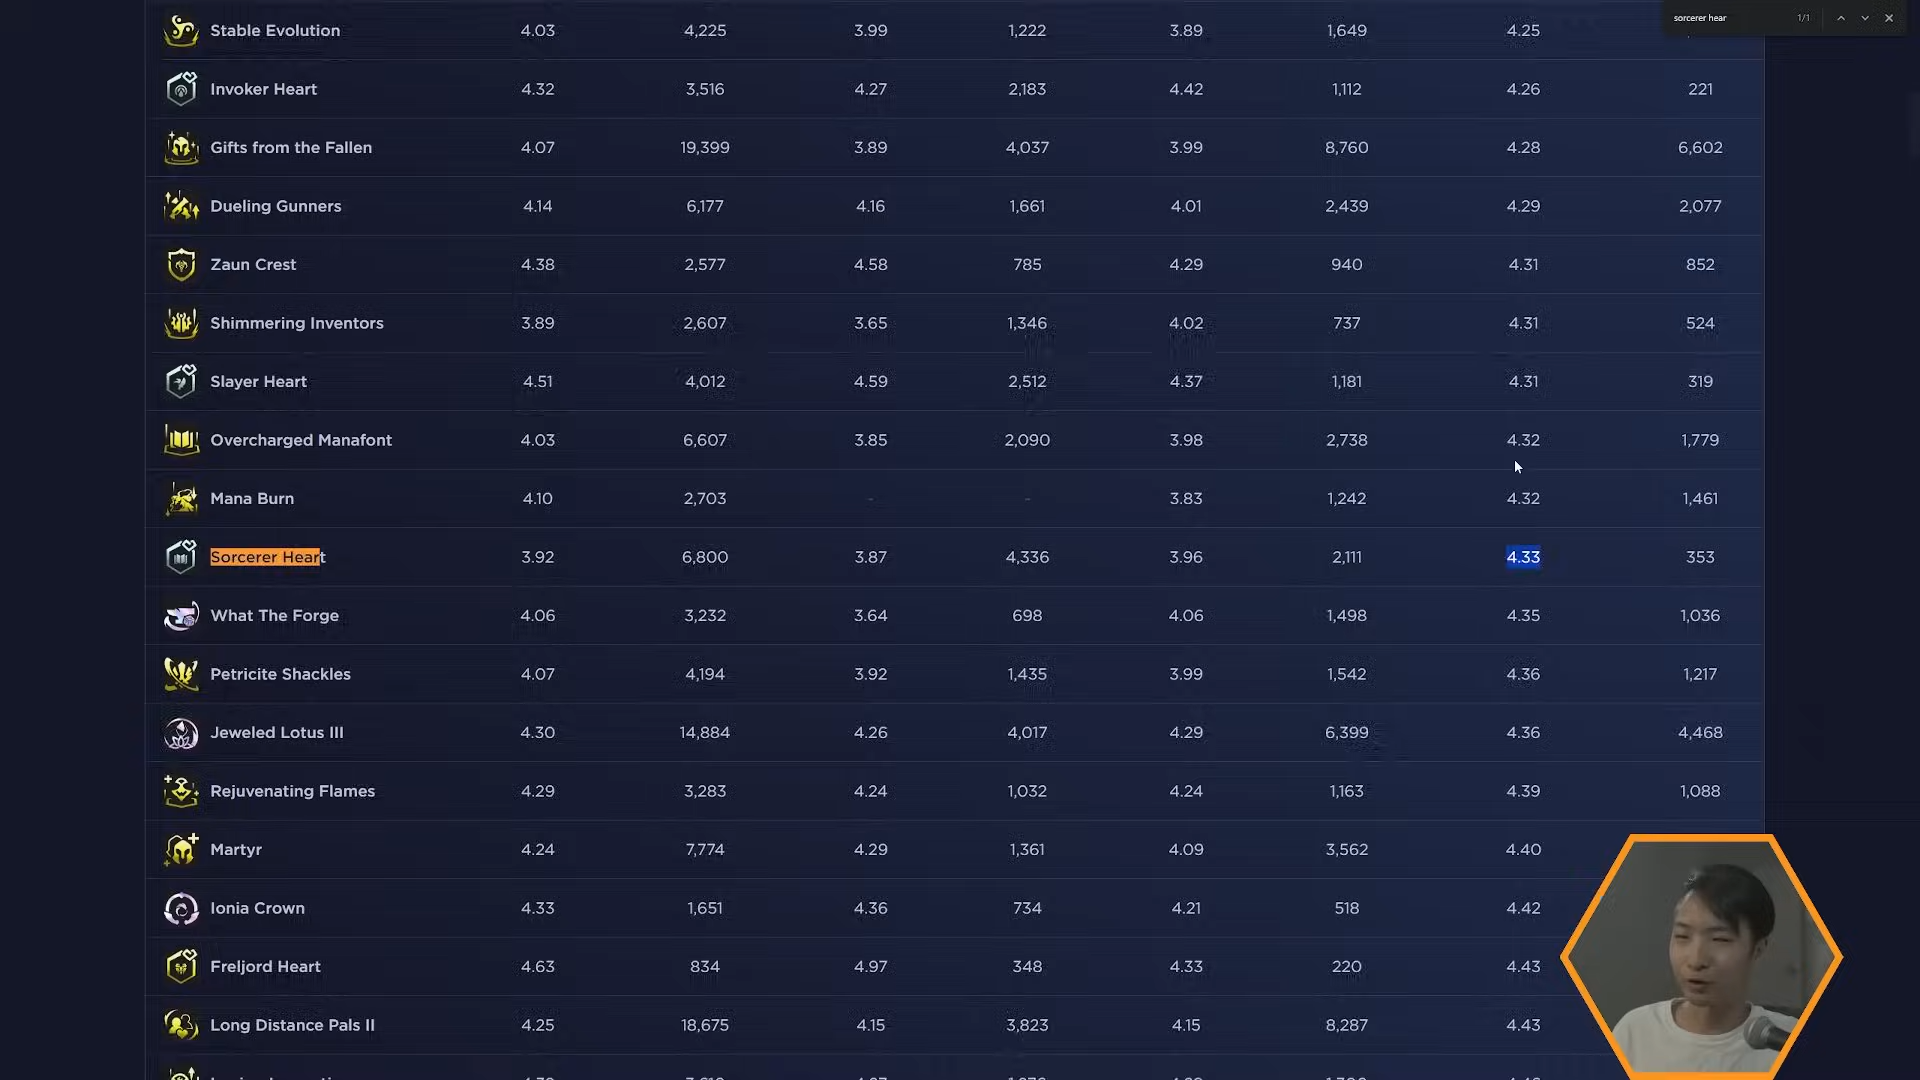 sorcerer hear 1/1
Stable Evolution 4.03 4,225 3.99 1,222 3.89 1,649 4.25
Invoker Heart 4.32 3,516 4.27 2,183 4.42 1,112 4.26 221
Gifts from the Fallen 4.07 19,399 3.89 4,037 3.99 8,760 4.28 6,602
Dueling Gunners 4.14 6,177 4.16 1,661 4.01 2,439 4.29 2,077
Zaun Crest 4.38 2,577 4.58 785 4.29 940 4.31 852
Shimmering Inventors 3.89 2,607 3.65 1,346 4.02 737 4.31 524
Slayer Heart 4.51 4,012 4.59 2,512 4.37 1,181 4.31 319
Overcharged Manafont 4.03 6,607 3.85 2,090 3.98 2,738 4.32 1,779
Mana Burn 4.10 2,703 - - 3.83 1,242 4.32 1,461
Sorcerer Heart 3.92 6,800 3.87 4,336 3.96 2,111 4.33 353
What The Forge 4.06 3,232 3.64 698 4.06 1,498 4.35 1,036
Petricite Shackles 4.07 4,194 3.92 1,435 3.99 1,542 4.36 1,217
Jeweled Lotus III 4.30 14,884 4.26 4,017 4.29 6,399 4.36 4,468
Rejuvenating Flames 4.29 3,283 4.24 1,032 4.24 1,163 4.39 1,088
Martyr 4.24 7,774 4.29 1,361 4.09 3,562 4.40
Ionia Crown 4.33 1,651 4.36 734 4.21 518 4.42
Freljord Heart 4.63 834 4.97 348 4.33 220 4.43
Long Distance Pals II 4.25 18,675 4.15 3,823 4.15 8,287 4.43